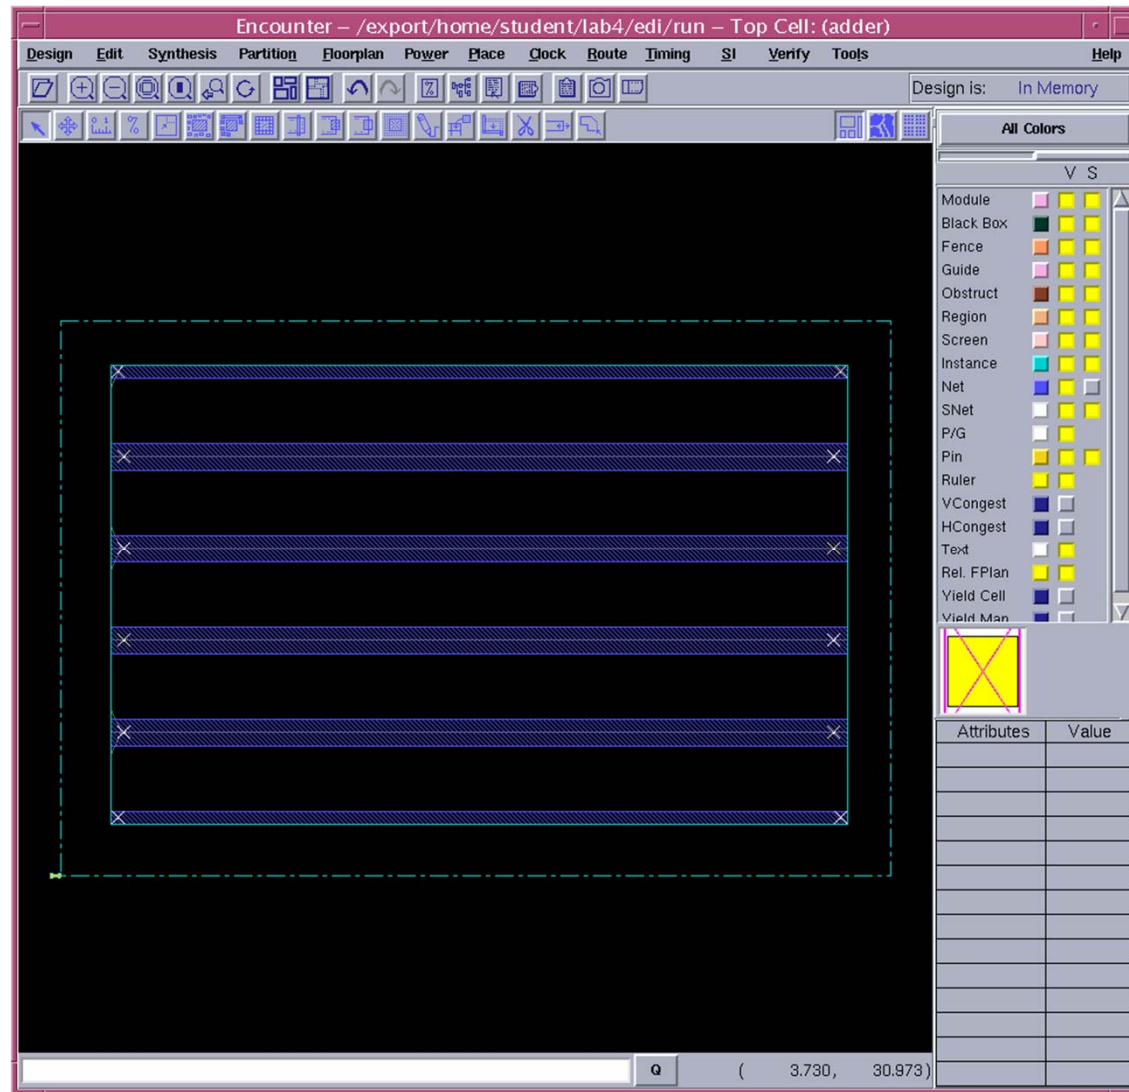 Encounter – /export/home/student/lab4/edi/run – Top Cell: (adder)
Design Edit Synthesis Partition Floorplan Power Place Clock Route Timing SI Verify Tools Help
Design is: In Memory
All Colors
V S
Module
Black Box
Fence
Guide
Obstruct
Region
Screen
Instance
Net
SNet
P/G
Pin
Ruler
VCongest
HCongest
Text
Rel. FPlan
Yield Cell
Yield Man
Attributes Value
Q ( 3.730, 30.973)